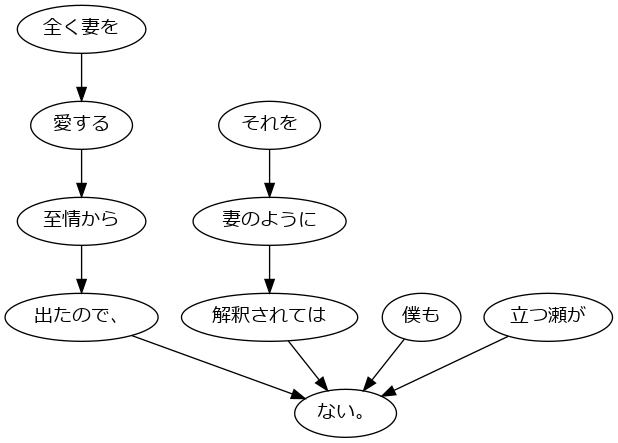 全く妻を
愛する
それを
至情から
妻のように
出たので、
解釈されては
僕も
立つ瀬が
ない。